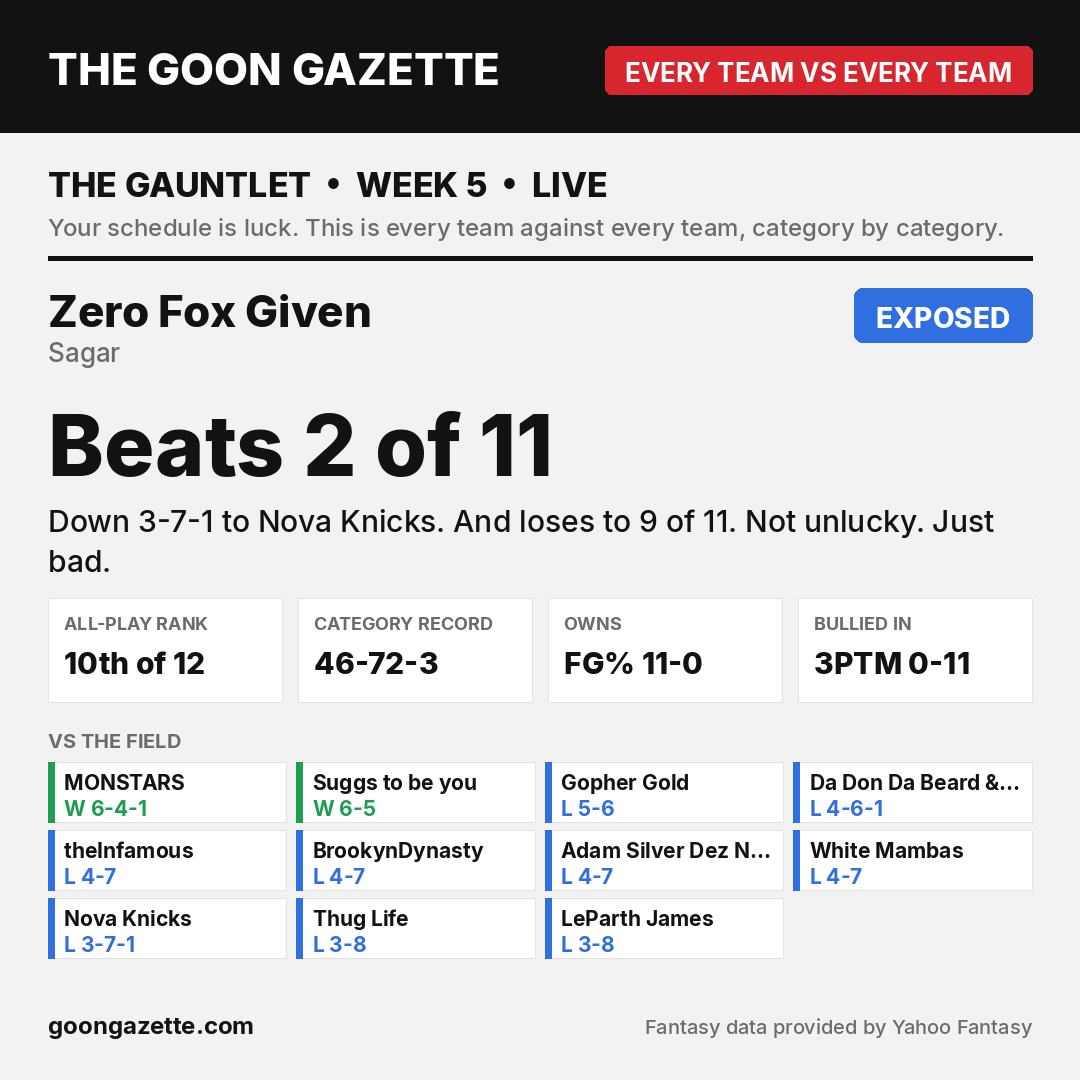 THE GOON GAZETTE
EVERY TEAM VS EVERY TEAM
THE GAUNTLET • WEEK 5 • LIVE
Your schedule is luck. This is every team against every team, category by category.
Zero Fox Given
EXPOSED
Sagar
Beats 2 of 11
Down 3-7-1 to Nova Knicks. And loses to 9 of 11. Not unlucky. Just
bad.
ALL-PLAY RANK
10th of 12
CATEGORY RECORD
46-72-3
OWNS
FG% 11-0
BULLIED IN
3PTM 0-11
VS THE FIELD
MONSTARS
W 6-4-1
Suggs to be you
W 6-5
Gopher Gold
L 5-6
Da Don Da Beard &...
L 4-6-1
theInfamous
L 4-7
BrookynDynasty
L 4-7
Adam Silver Dez N...
L 4-7
White Mambas
L 4-7
Nova Knicks
L 3-7-1
Thug Life
L 3-8
LeParth James
L 3-8
goongazette.com
Fantasy data provided by Yahoo Fantasy